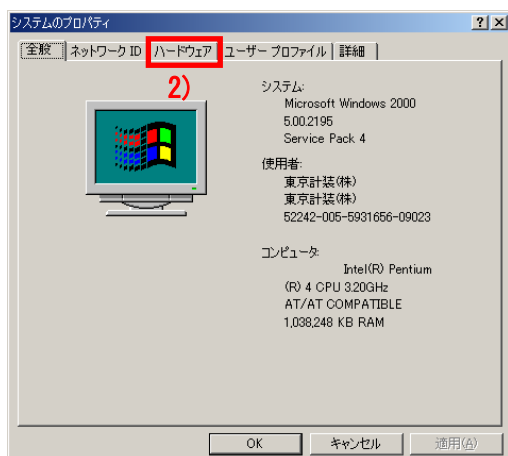 システムのプロパティ
? ×
全般 ネットワーク ID ハードウェア ユーザー プロファイル 詳細
2)
システム:
Microsoft Windows 2000
5.00.2195
Service Pack 4
使用者:
東京計装(株)
東京計装(株)
52242-005-5931656-09023
コンピュータ:
Intel(R) Pentium
(R) 4 CPU 3.20GHz
AT/AT COMPATIBLE
1,038,248 KB RAM
OK キャンセル 適用(A)